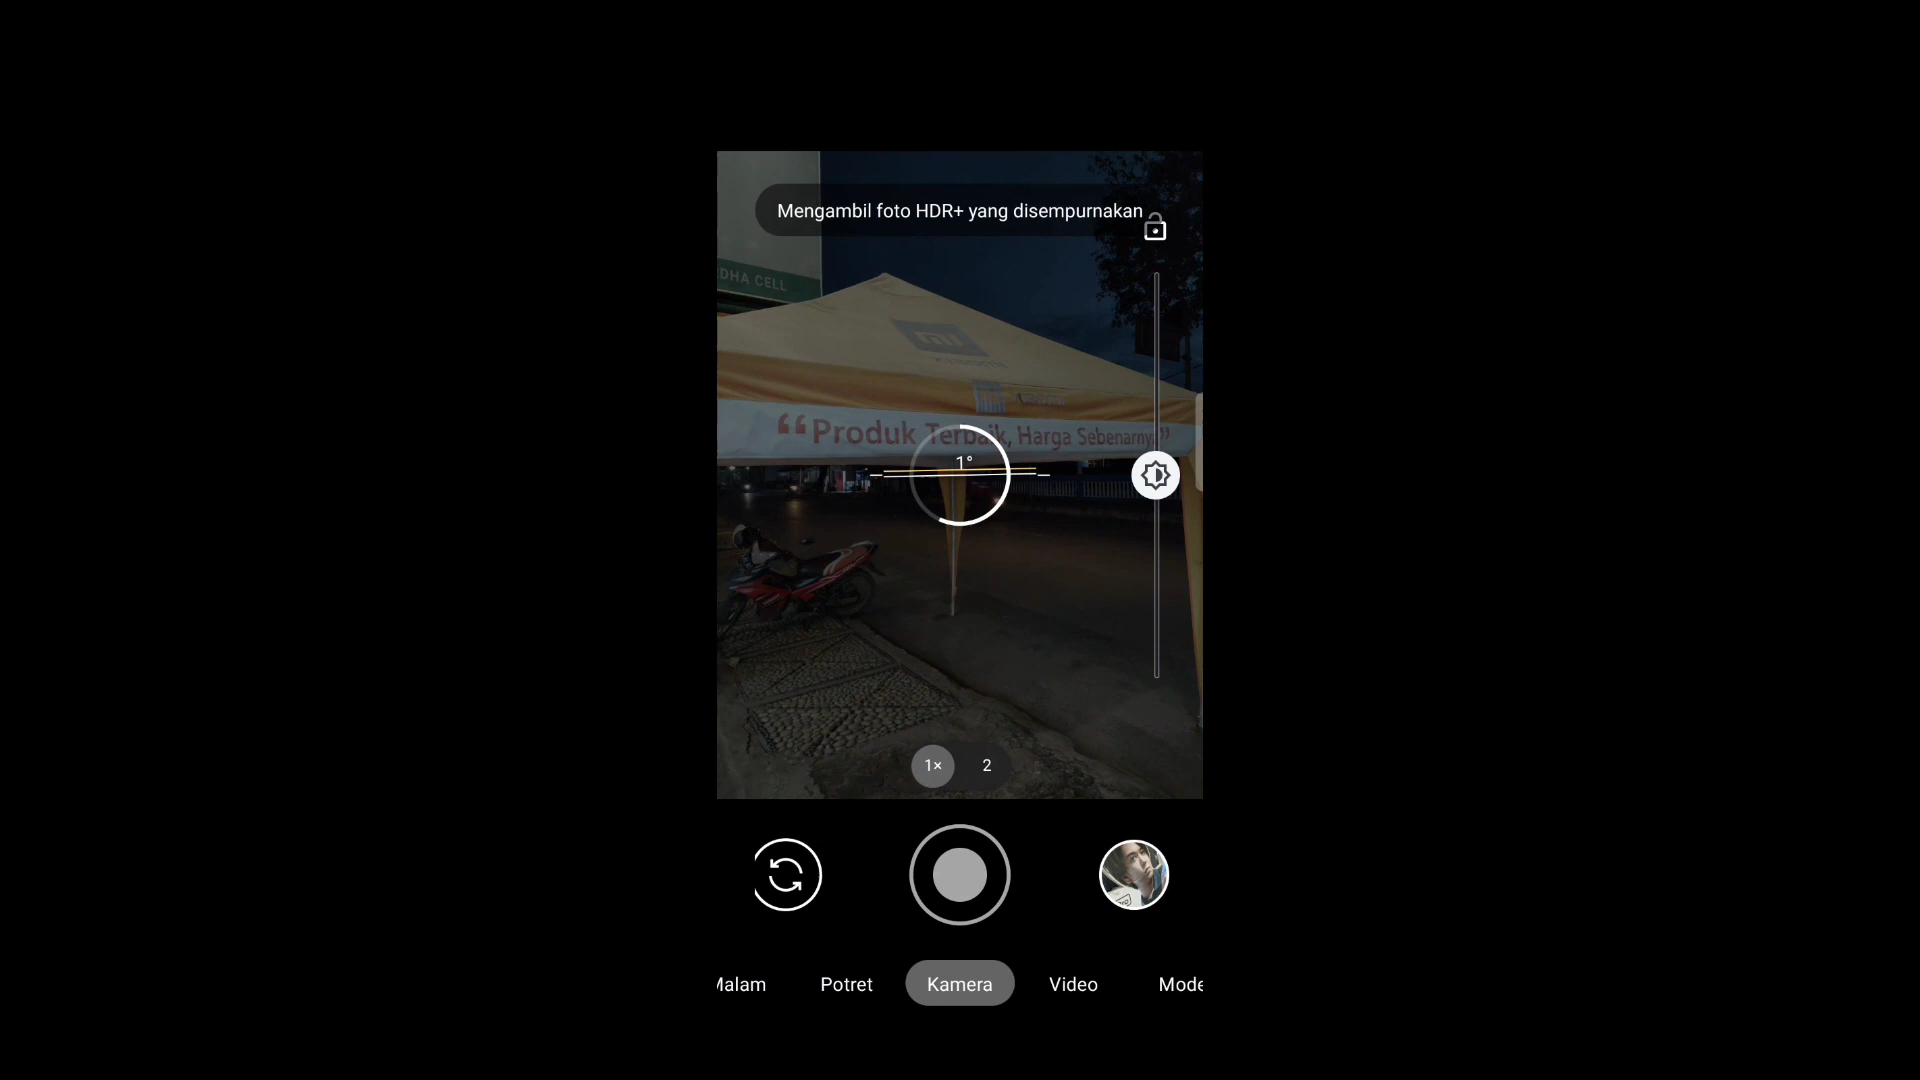 Mengambil foto HDR+ yang disempurnakan
DHA CELL
mi
“Produk Terbaik, Harga Sebenarnya”
1°
1× 2
Malam Potret Kamera Video Mode